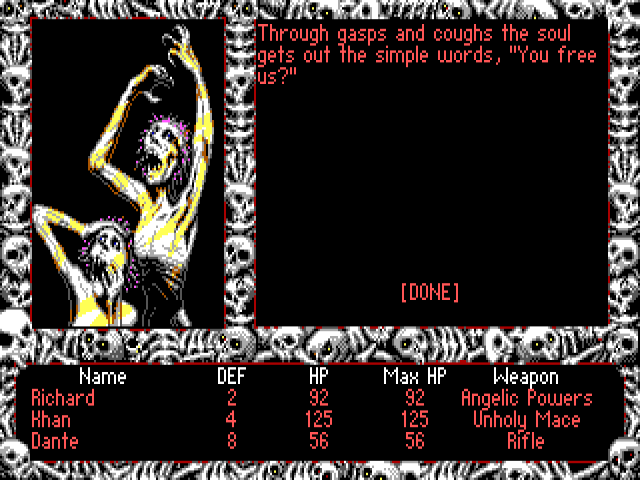 Through gasps and coughs the soul
gets out the simple words, "You free
us?"
[DONE]
Name DEF HP Max HP Weapon
Richard 2 92 92 Angelic Powers
Khan 4 125 125 Unholy Mace
Dante 8 56 56 Rifle